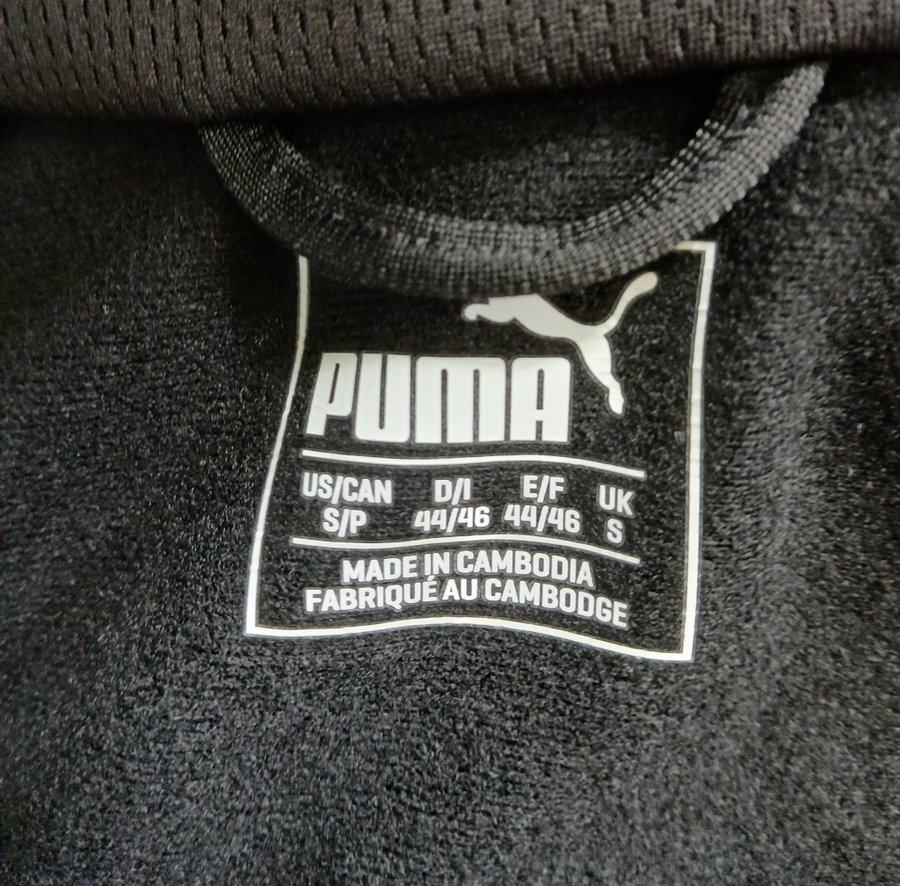 PUMA
US/CAN D/I E/F UK
S/P 44/46 44/46 S
MADE IN CAMBODIA
FABRIQUÉ AU CAMBODGE